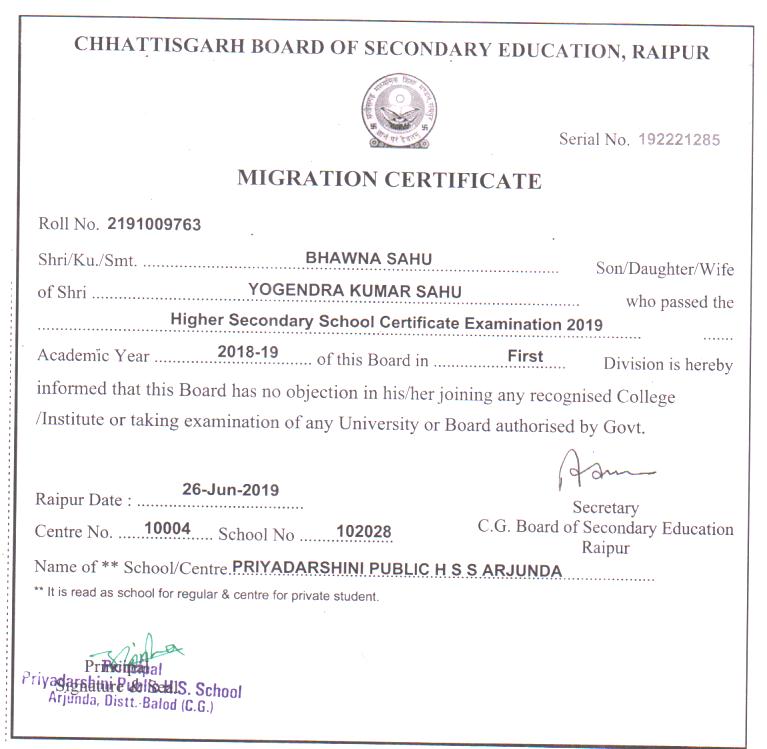 CHHATTISGARH BOARD OF SECONDARY EDUCATION, RAIPUR
Serial No. 192221285
MIGRATION CERTIFICATE
Roll No. 2191009763
Shri/Ku./Smt. BHAWNA SAHU Son/Daughter/Wife
of Shri YOGENDRA KUMAR SAHU who passed the
Higher Secondary School Certificate Examination 2019
Academic Year 2018-19 of this Board in First Division is hereby
informed that this Board has no objection in his/her joining any recognised College
/Institute or taking examination of any University or Board authorised by Govt.
Raipur Date : 26-Jun-2019
Secretary
C.G. Board of Secondary Education
Raipur
Centre No. 10004 School No 102028
Name of ** School/Centre. PRIYADARSHINI PUBLIC H S S ARJUNDA
** It is read as school for regular & centre for private student.
Principal
Principal
Signature & Seal
Priyadarshini Public H.S. School
Arjunda, Distt.-Balod (C.G.)